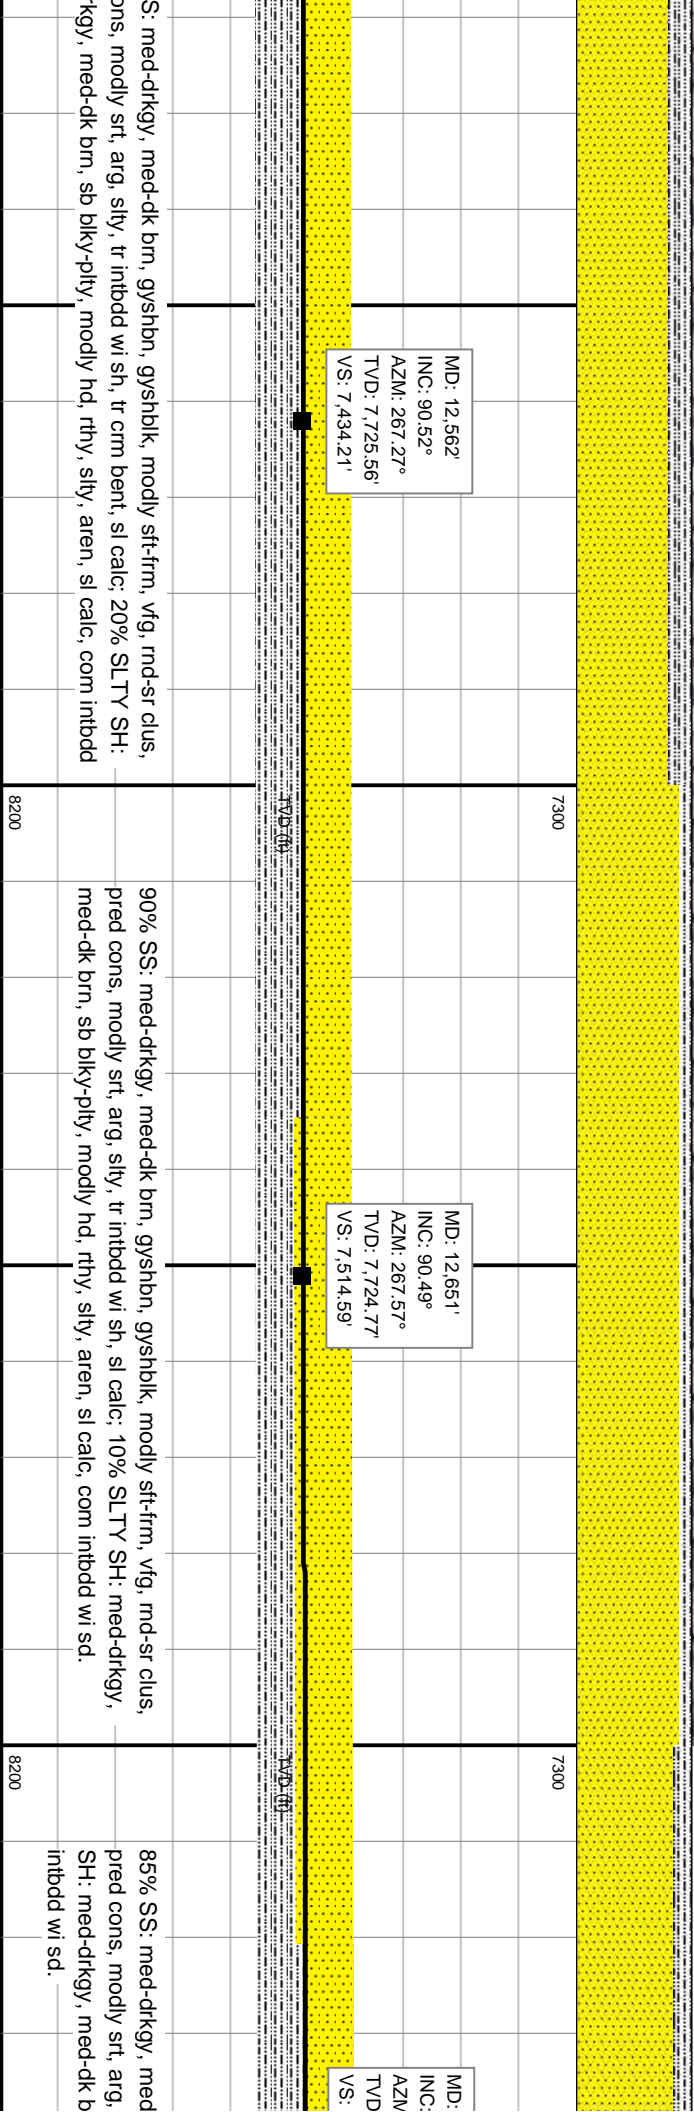 S: med-drkgy, med-dk brn, gyshbn, gyshblk, modly sft-frm, vfg, rnd-sr clus,
ons, modly srt, arg, slty, tr intbdd wi sh, tr crm bent, sl calc; 20% SLTY SH:
rkgy, med-dk brn, sb blky-plty, modly hd, rthy, slty, aren, sl calc, com intbdd
MD: 12,562'
INC: 90.52°
AZM: 267.27°
TVD: 7,725.56'
VS: 7,434.21'
7300
TVD (ft)
8200
90% SS: med-drkgy, med-dk brn, gyshbn, gyshblk, modly sft-frm, vfg, rnd-sr clus,
pred cons, modly srt, arg, slty, tr intbdd wi sh, sl calc; 10% SLTY SH: med-drkgy,
med-dk brn, sb blky-plty, modly hd, rthy, slty, aren, sl calc, com intbdd wi sd.
MD: 12,651'
INC: 90.49°
AZM: 267.57°
TVD: 7,724.77'
VS: 7,514.59'
7300
TVD (ft)
8200
85% SS: med-drkgy, med
pred cons, modly srt, arg,
SH: med-drkgy, med-dk b
intbdd wi sd.
MD:
INC:
AZM
TVD
VS: